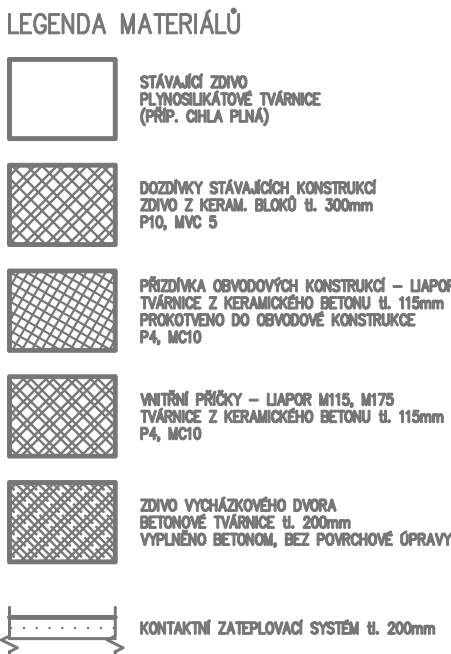 LEGENDA MATERIÁLŮ
STÁVAJÍCÍ ZDIVO
PLYNOSILIKÁTOVÉ TVÁRNICE
(PŘÍP. CIHLA PLNÁ)
DOZDÍVKY STÁVAJÍCÍCH KONSTRUKCÍ
ZDIVO Z KERAM. BLOKŮ tl. 300mm
P10, MVC 5
PŘIZDÍVKA OBVODOVÝCH KONSTRUKCÍ – LIAPOR
TVÁRNICE Z KERAMICKÉHO BETONU tl. 115mm
PROKOTVENO DO OBVODOVÉ KONSTRUKCE
P4, MC10
VNITŘNÍ PŘÍČKY – LIAPOR M115, M175
TVÁRNICE Z KERAMICKÉHO BETONU tl. 115mm
P4, MC10
ZDIVO VYCHÁZKOVÉHO DVORA
BETONOVÉ TVÁRNICE tl. 200mm
VYPLNĚNO BETONOM, BEZ POVRCHOVÉ ÚPRAVY
KONTAKTNÍ ZATEPLOVACÍ SYSTÉM tl. 200mm